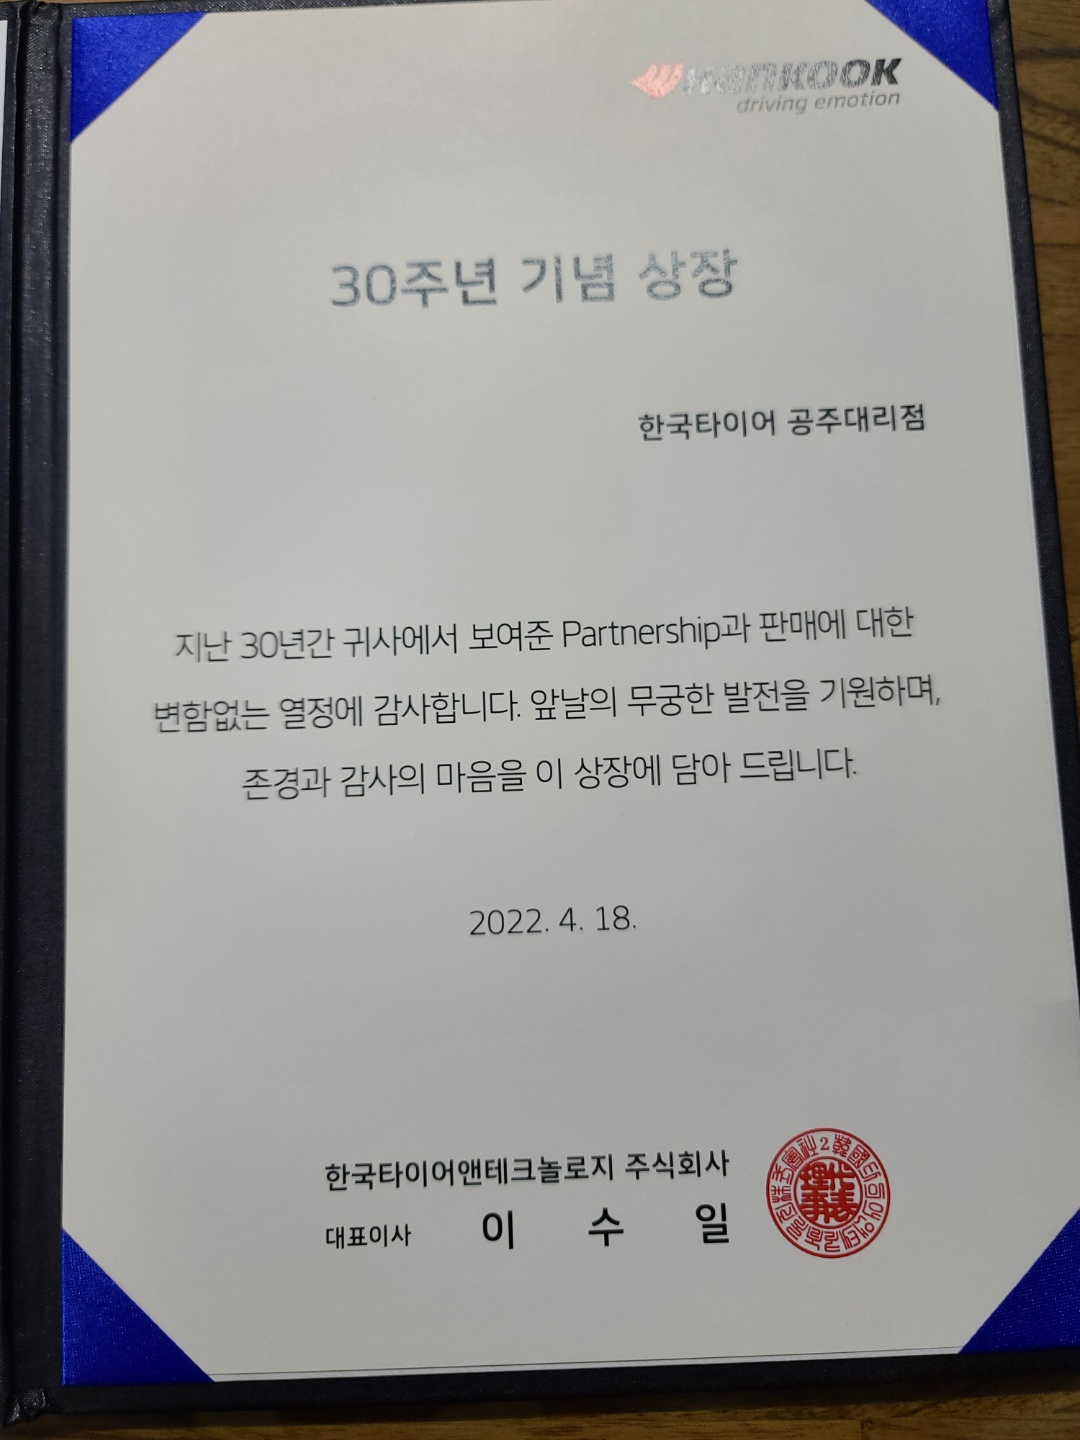 Hankook
driving emotion
30주년 기념 상장
한국타이어 공주대리점
지난 30년간 귀사에서 보여준 Partnership과 판매에 대한
변함없는 열정에 감사합니다. 앞날의 무궁한 발전을 기원하며,
존경과 감사의 마음을 이 상장에 담아 드립니다.
2022. 4. 18.
한국타이어앤테크놀로지 주식회사
대표이사 이 수 일
代表理事